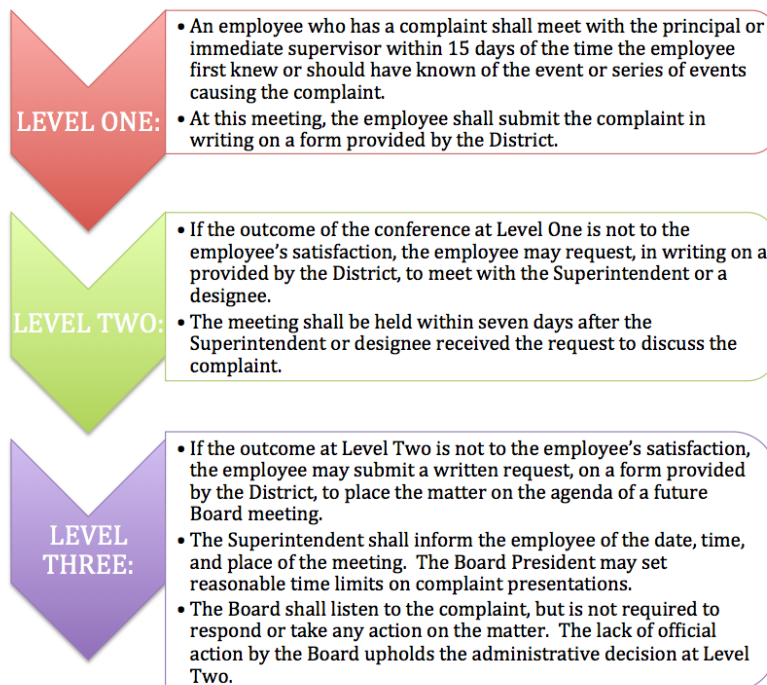 LEVEL ONE:
• An employee who has a complaint shall meet with the principal or
immediate supervisor within 15 days of the time the employee
first knew or should have known of the event or series of events
causing the complaint.
• At this meeting, the employee shall submit the complaint in
writing on a form provided by the District.
LEVEL TWO:
• If the outcome of the conference at Level One is not to the
employee’s satisfaction, the employee may request, in writing on a
provided by the District, to meet with the Superintendent or a
designee.
• The meeting shall be held within seven days after the
Superintendent or designee received the request to discuss the
complaint.
LEVEL
THREE:
• If the outcome at Level Two is not to the employee’s satisfaction,
the employee may submit a written request, on a form provided
by the District, to place the matter on the agenda of a future
Board meeting.
• The Superintendent shall inform the employee of the date, time,
and place of the meeting.  The Board President may set
reasonable time limits on complaint presentations.
• The Board shall listen to the complaint, but is not required to
respond or take any action on the matter.  The lack of official
action by the Board upholds the administrative decision at Level
Two.